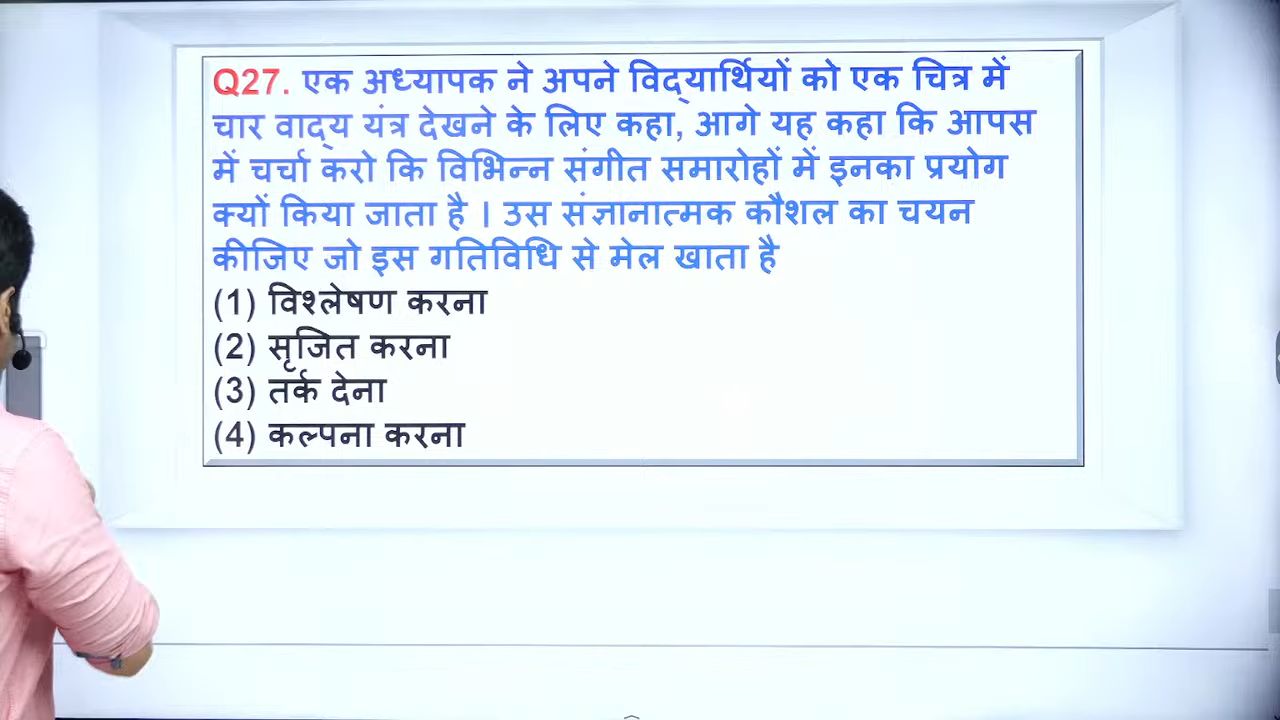 Q27. एक अध्यापक ने अपने विद्यार्थियों को एक चित्र में
चार वाद्य यंत्र देखने के लिए कहा, आगे यह कहा कि आपस
में चर्चा करो कि विभिन्न संगीत समारोहों में इनका प्रयोग
क्यों किया जाता है । उस संज्ञानात्मक कौशल का चयन
कीजिए जो इस गतिविधि से मेल खाता है
(1) विश्लेषण करना
(2) सृजित करना
(3) तर्क देना
(4) कल्पना करना